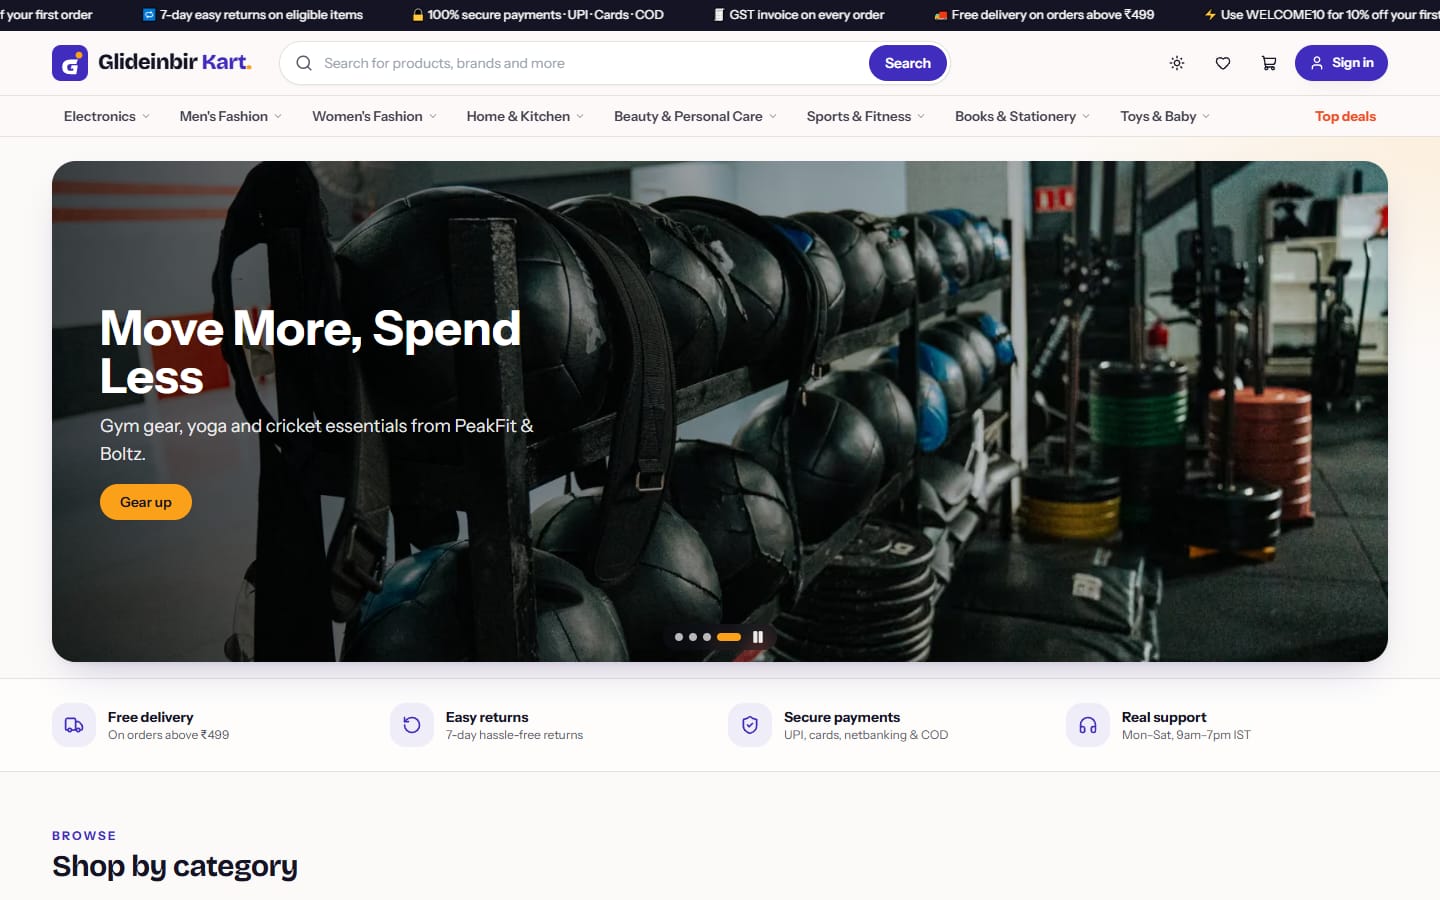 f your first order 7-day easy returns on eligible items 100% secure payments · UPI · Cards · COD GST invoice on every order Free delivery on orders above ₹499 Use WELCOME10 for 10% off your first
Glideinbir Kart. Search for products, brands and more Search Sign in
Electronics Men's Fashion Women's Fashion Home & Kitchen Beauty & Personal Care Sports & Fitness Books & Stationery Toys & Baby Top deals
Move More, Spend
Less
Gym gear, yoga and cricket essentials from PeakFit &
Boltz.
Gear up
Free delivery
On orders above ₹499
Easy returns
7-day hassle-free returns
Secure payments
UPI, cards, netbanking & COD
Real support
Mon–Sat, 9am–7pm IST
BROWSE
Shop by category